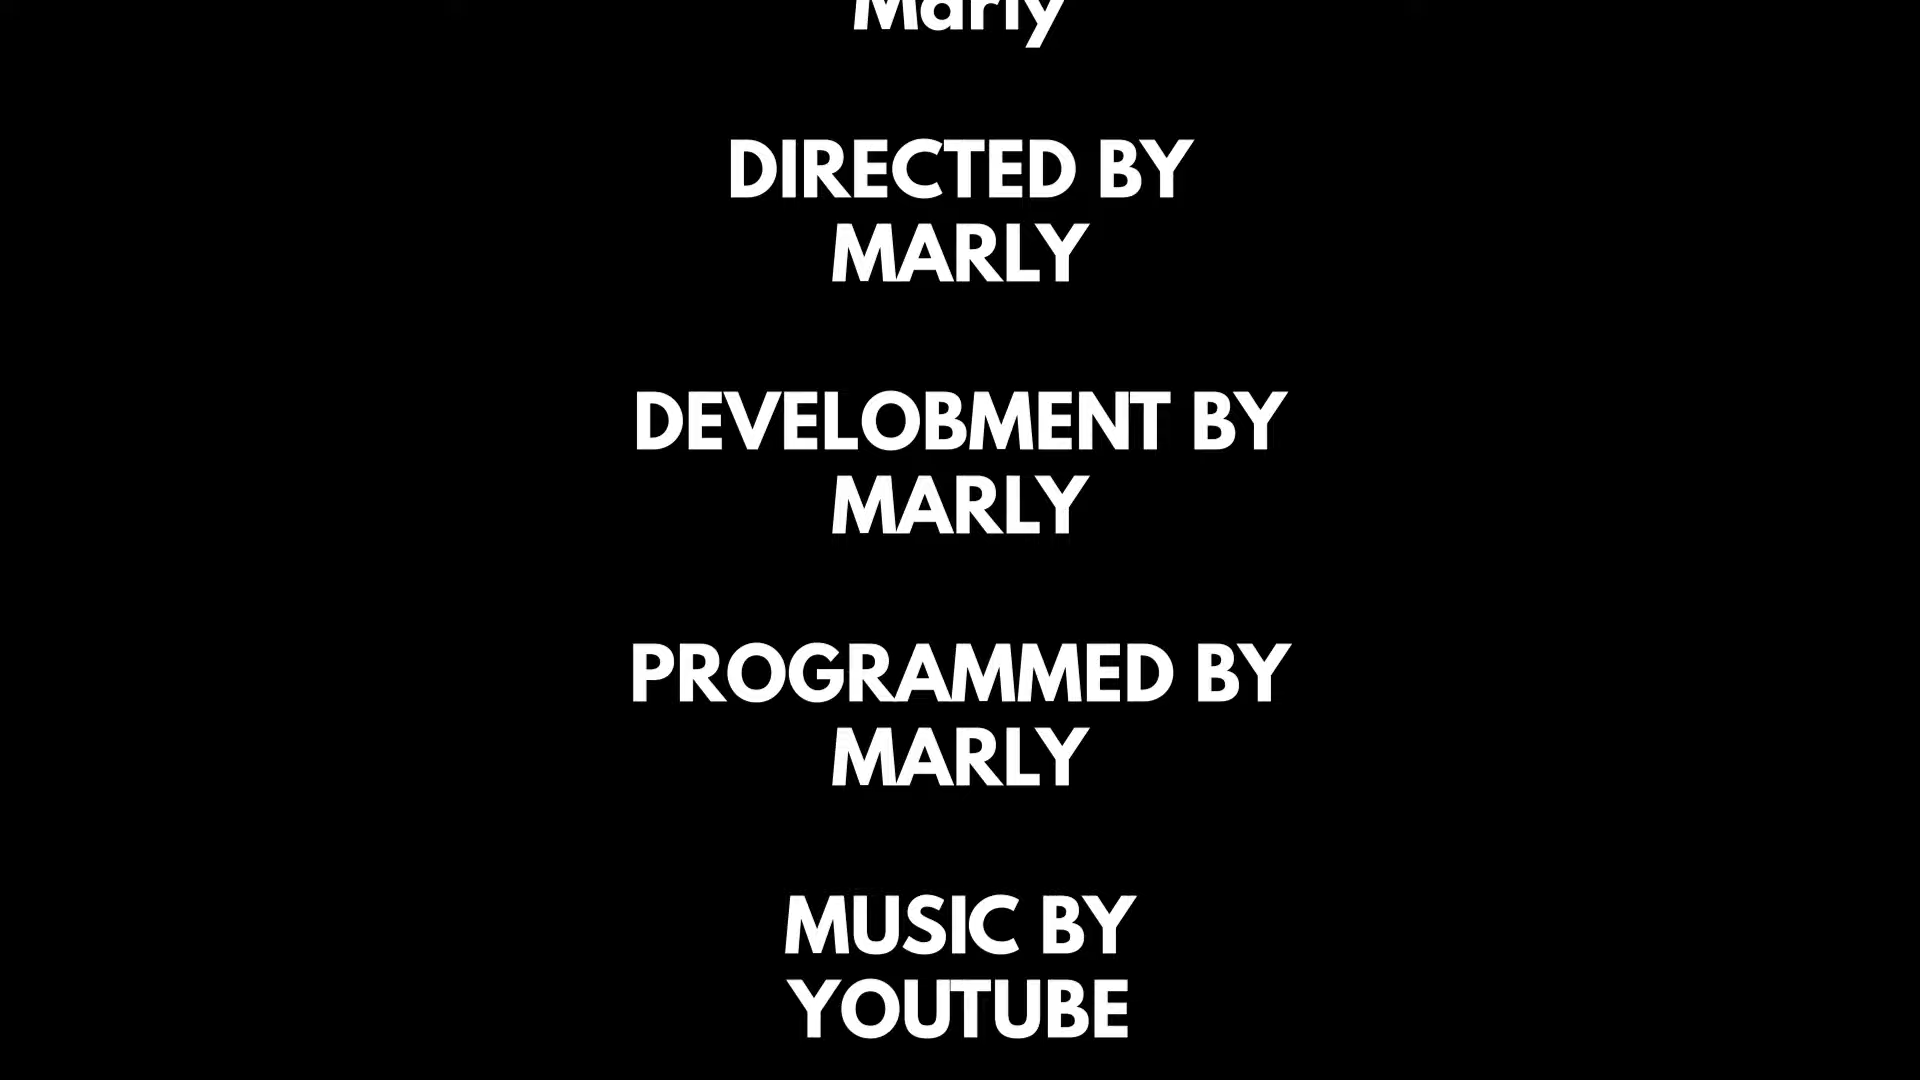 Marly
DIRECTED BY
MARLY
DEVELOBMENT BY
MARLY
PROGRAMMED BY
MARLY
MUSIC BY
YOUTUBE